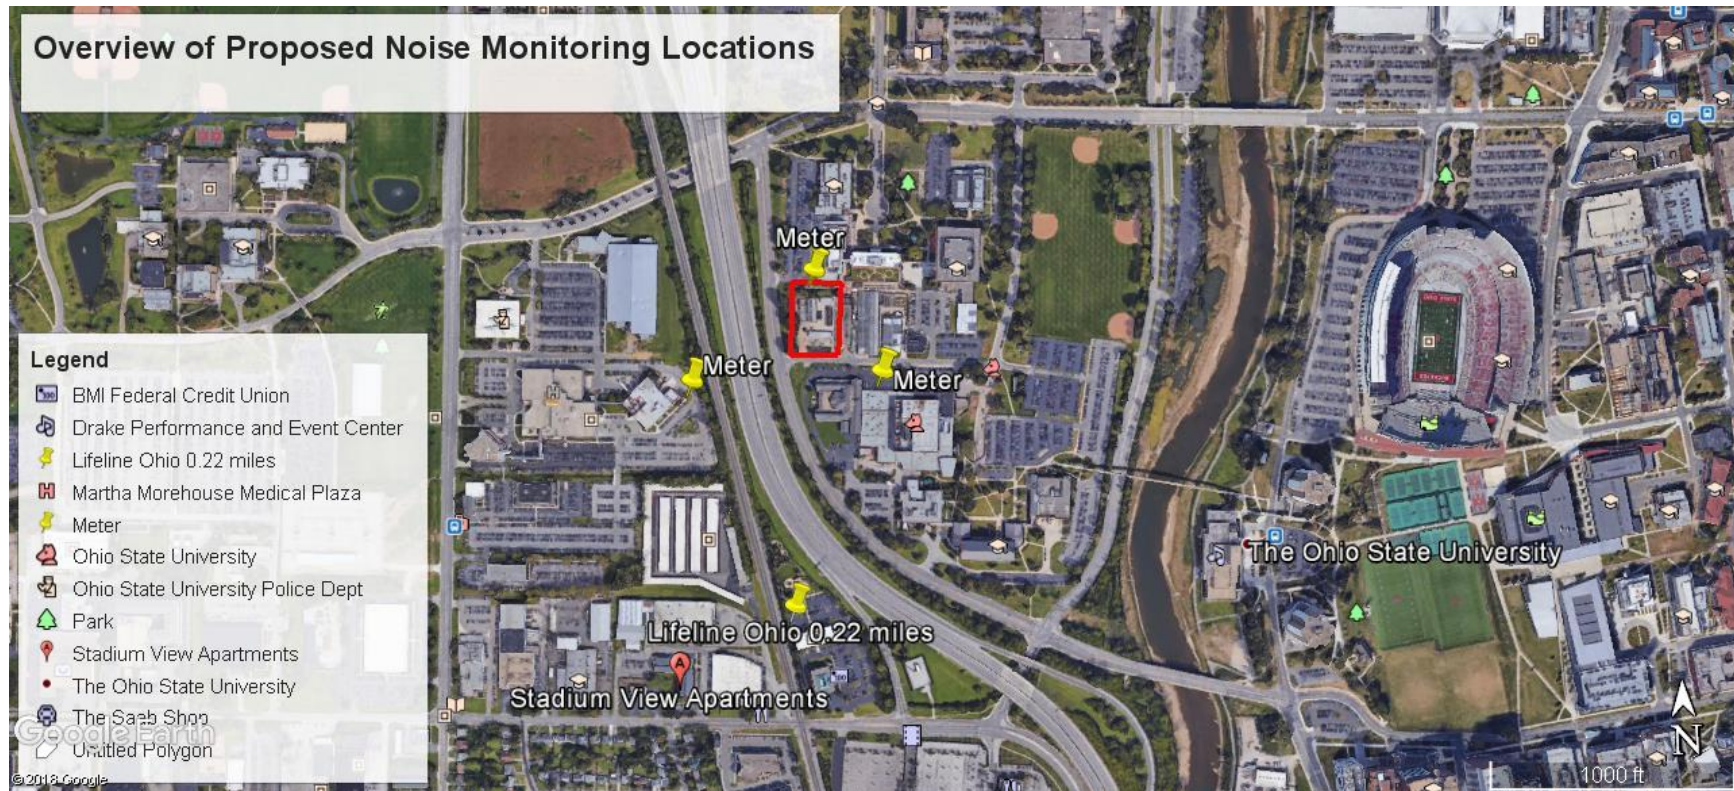 Overview of Proposed Noise Monitoring Locations
Meter
Meter
Meter
Legend
BMI Federal Credit Union
Drake Performance and Event Center
Lifeline Ohio 0.22 miles
Martha Morehouse Medical Plaza
Meter
Ohio State University
Ohio State University Police Dept
Park
Stadium View Apartments
The Ohio State University
The Saab Shop
Untitled Polygon
Google Earth
© 2018 Google
The Ohio State University
Lifeline Ohio 0.22 miles
A
Stadium View Apartments
N
1000 ft